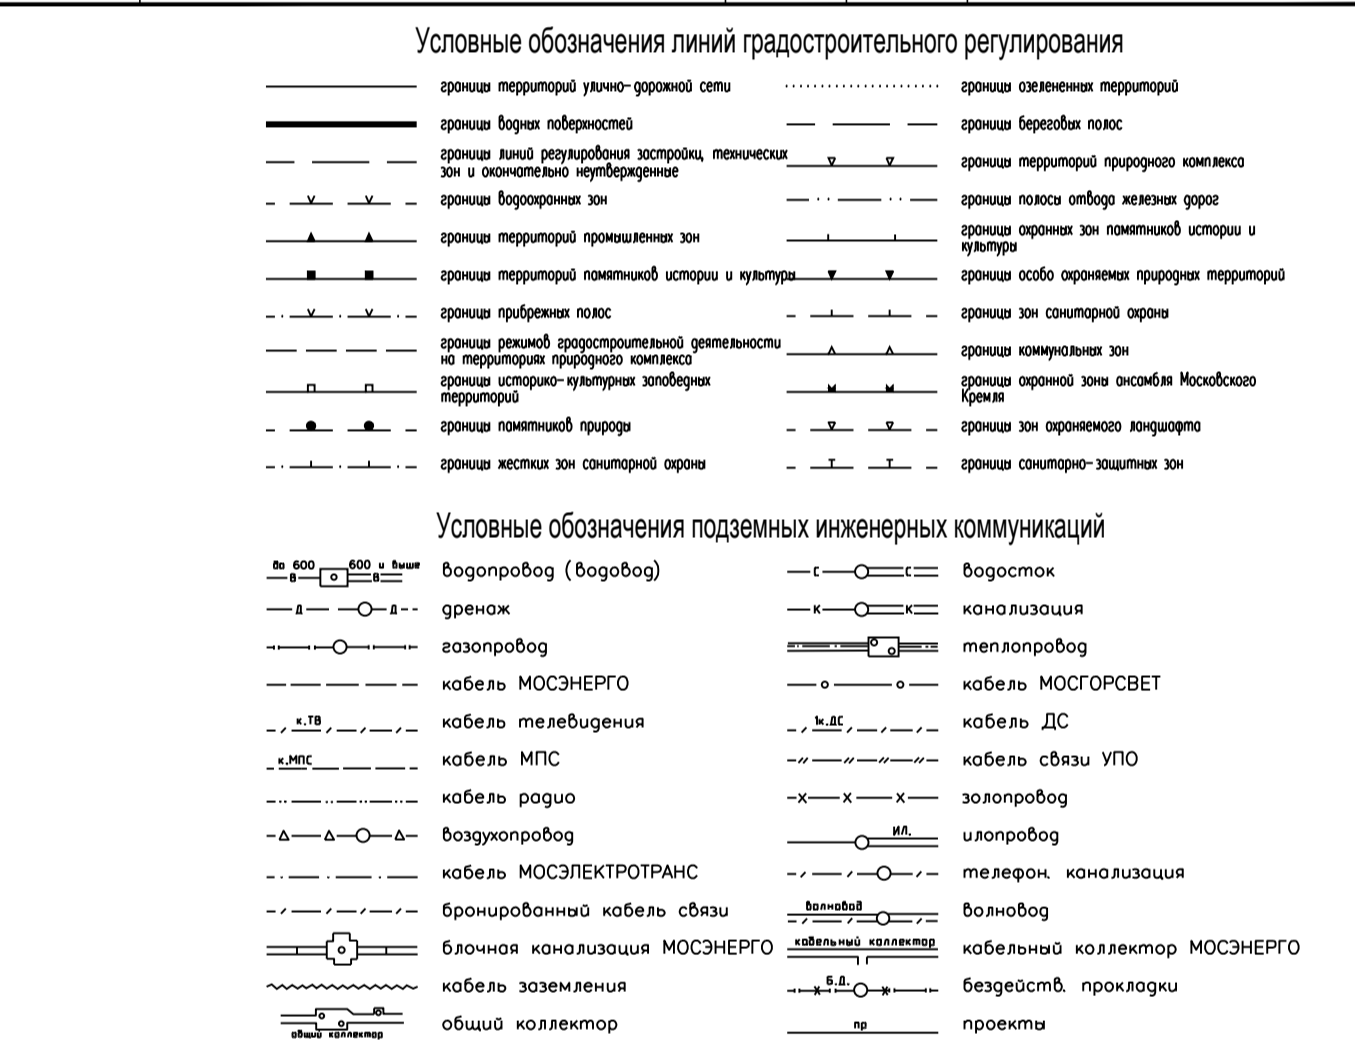 Условные обозначения линий градостроительного регулирования
границы территорий улично-дорожной сети
границы озелененных территорий
границы водных поверхностей
границы береговых полос
границы линий регулирования застройки, технических
зон и окончательно неутвержденные
границы территорий природного комплекса
границы водоохранных зон
границы полосы отвода железных дорог
границы территорий промышленных зон
границы охранных зон памятников истории и
культуры
границы территорий памятников истории и культуры
границы особо охраняемых природных территорий
границы прибрежных полос
границы зон санитарной охраны
границы режимов градостроительной деятельности
на территориях природного комплекса
границы коммунальных зон
границы историко-культурных заповедных
территорий
границы охранной зоны ансамбля Московского
Кремля
границы памятников природы
границы зон охраняемого ландшафта
границы жестких зон санитарной охраны
границы санитарно-защитных зон
Условные обозначения подземных инженерных коммуникаций
до 600 600 и выше
В В
водопровод (водовод)
С С
водосток
Д Д
дренаж
К К
канализация
газопровод
теплопровод
кабель МОСЭНЕРГО
кабель МОСГОРСВЕТ
к.ТВ
кабель телевидения
1к.ДС
кабель ДС
к.МПС
кабель МПС
кабель связи УПО
кабель радио
золопровод
воздухопровод
ИЛ.
илопровод
кабель МОСЭЛЕКТРОТРАНС
телефон. канализация
бронированный кабель связи
волновод
волновод
блочная канализация МОСЭНЕРГО
кабельный коллектор
кабельный коллектор МОСЭНЕРГО
кабель заземления
Б.Д.
бездейств. прокладки
общий коллектор
общий коллектор
пр
проекты